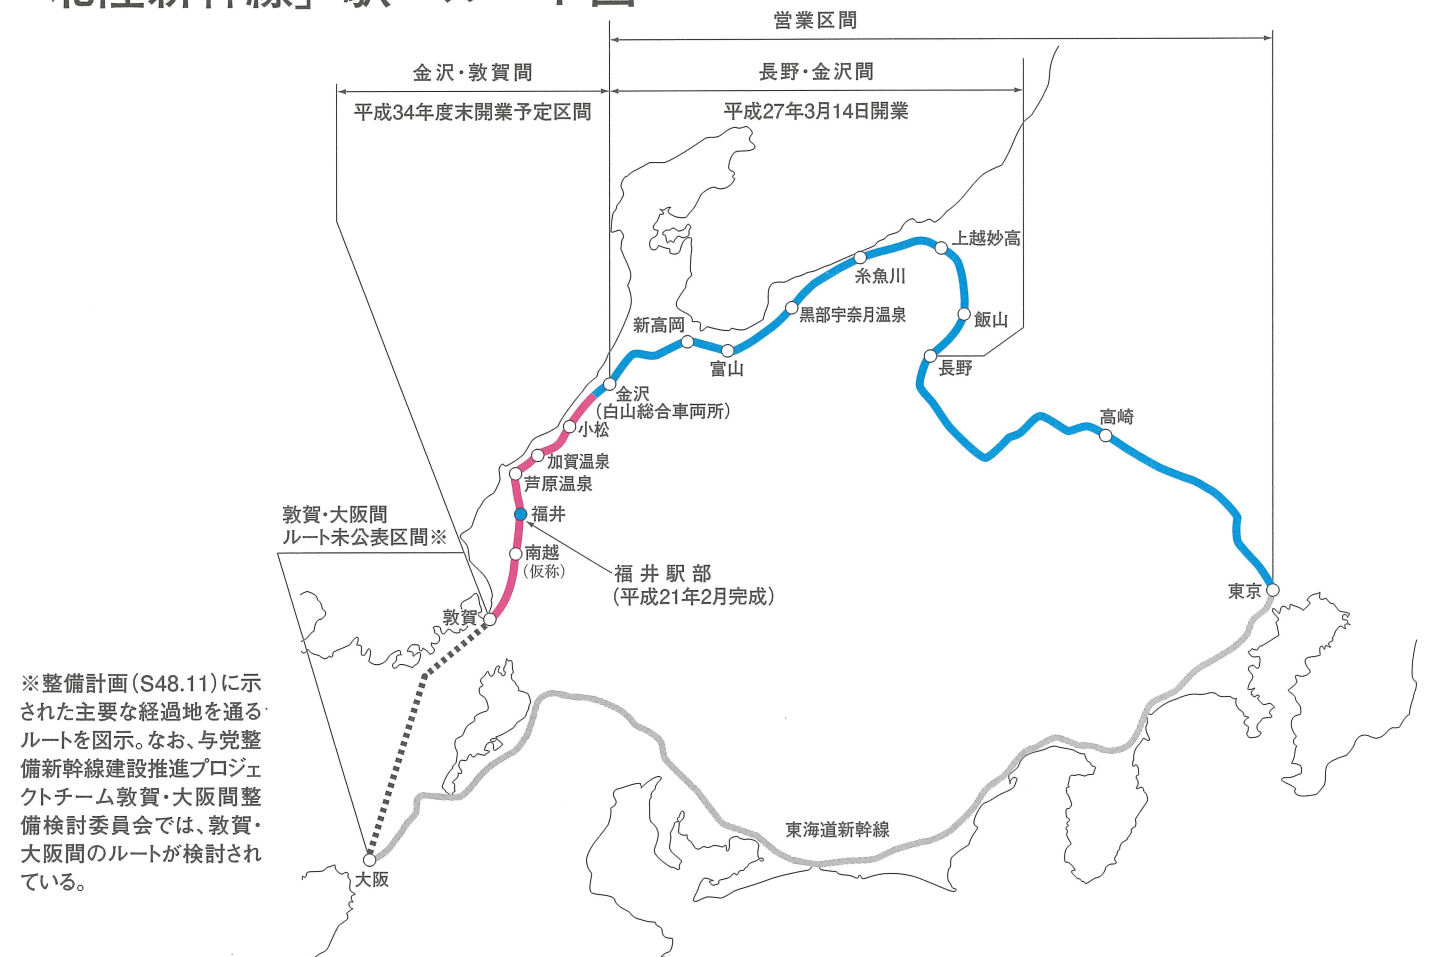 営業区間
金沢・敦賀間
長野・金沢間
平成34年度末開業予定区間
平成27年3月14日開業
上越妙高
糸魚川
黒部宇奈月温泉
飯山
新高岡
富山
長野
金沢
(白山総合車両所)
高崎
小松
加賀温泉
芦原温泉
敦賀・大阪間
ルート未公表区間※
福井
南越
(仮称)
福井駅部
(平成21年2月完成)
東京
敦賀
※整備計画(S48.11)に示
された主要な経過地を通る
ルートを図示。なお、与党整
備新幹線建設推進プロジェ
クトチーム敦賀・大阪間整
備検討委員会では、敦賀・
大阪間のルートが検討され
ている。
東海道新幹線
大阪